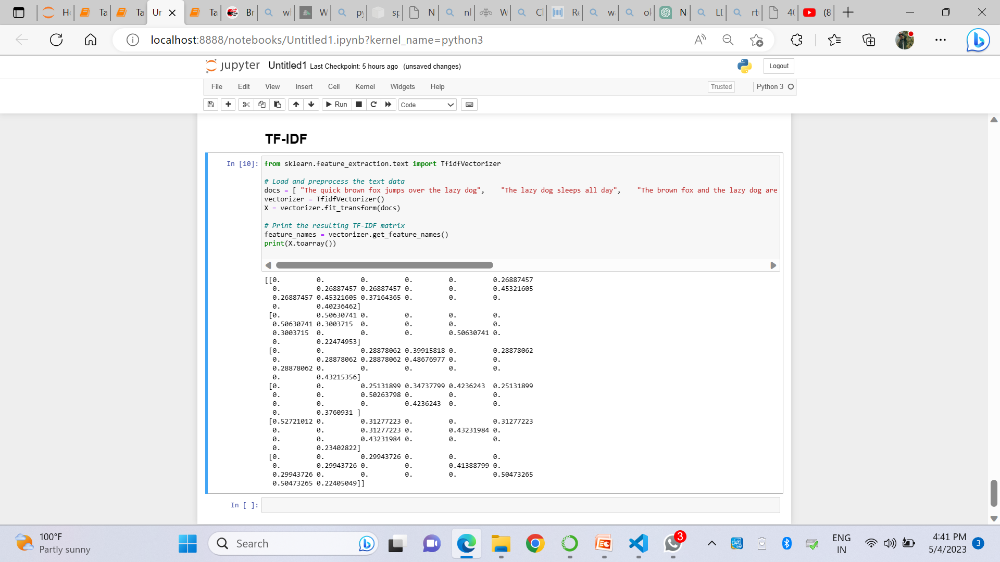 Ho Ta Ta Ur Ta Br wl W py sp N nl W Cl Re w ol N LD rt 40 (8
localhost:8888/notebooks/Untitled1.ipynb?kernel_name=python3
jupyter Untitled1 Last Checkpoint: 5 hours ago (unsaved changes) Logout
File Edit View Insert Cell Kernel Widgets Help Trusted Python 3
Run Code
TF-IDF
In [10]: from sklearn.feature_extraction.text import TfidfVectorizer
# Load and preprocess the text data
docs = [ "The quick brown fox jumps over the lazy dog", "The lazy dog sleeps all day", "The brown fox and the lazy dog are
vectorizer = TfidfVectorizer()
X = vectorizer.fit_transform(docs)
# Print the resulting TF-IDF matrix
feature_names = vectorizer.get_feature_names()
print(X.toarray())
[[0. 0. 0. 0. 0. 0.26887457
0. 0.26887457 0.26887457 0. 0. 0.45321605
0.26887457 0.45321605 0.37164365 0. 0. 0.
0. 0.40236462]
[0. 0.50630741 0. 0. 0. 0.
0.50630741 0.3003715 0. 0. 0. 0.
0.3003715 0. 0. 0. 0.50630741 0.
0. 0.22474953]
[0. 0. 0.28878062 0.39915818 0. 0.28878062
0. 0.28878062 0.28878062 0.48676977 0. 0.
0.28878062 0. 0. 0. 0. 0.
0. 0.43215356]
[0. 0. 0.25131899 0.34737799 0.4236243 0.25131899
0. 0. 0.50263798 0. 0. 0.
0. 0. 0. 0.4236243 0. 0.
0. 0.3760931 ]
[0.52721012 0. 0.31277223 0. 0. 0.31277223
0. 0. 0.31277223 0. 0.43231984 0.
0. 0. 0.43231984 0. 0. 0.
0. 0.23402822]
[0. 0. 0.29943726 0. 0. 0.
0. 0.29943726 0. 0. 0.41388799 0.
0.29943726 0. 0. 0. 0. 0.50473265
0.50473265 0.22405049]]
In [ ]:
100°F
Partly sunny
Search
3
ENG
IN
4:41 PM
5/4/2023
3